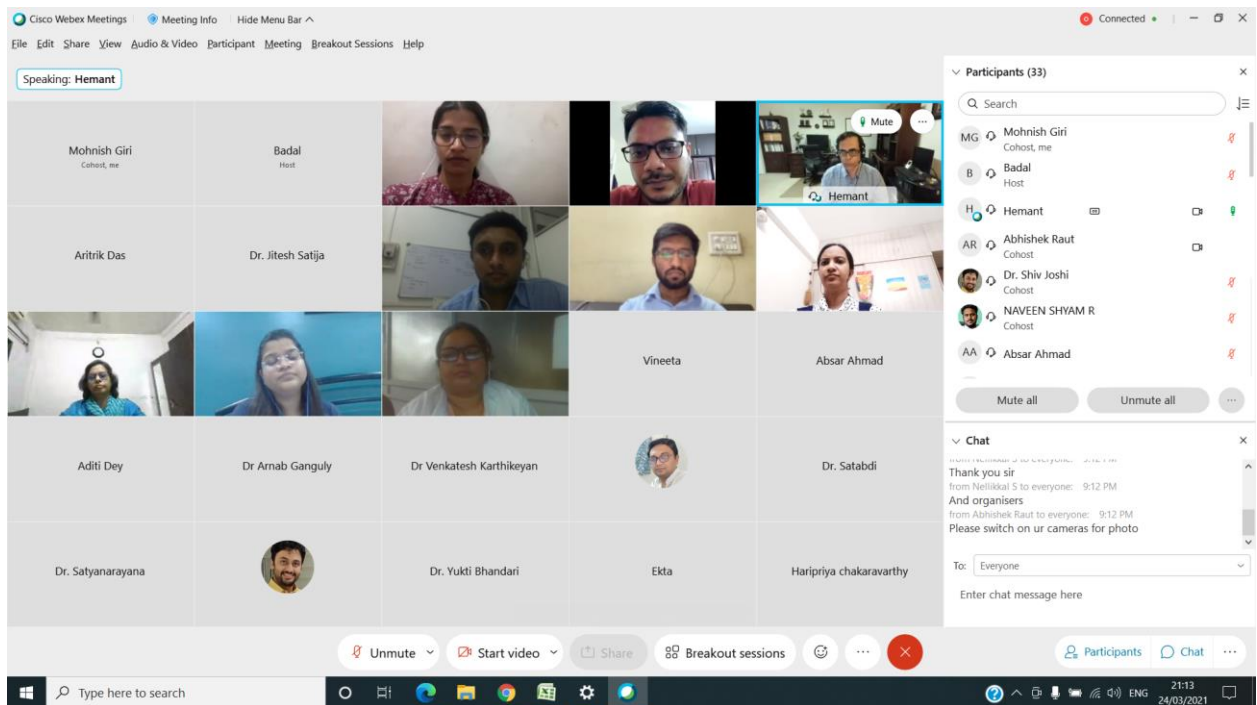 Cisco Webex Meetings Meeting Info Hide Menu Bar
Connected
File Edit Share View Audio & Video Participant Meeting Breakout Sessions Help
Speaking: Hemant
Mohnish Giri
Cohost, me
Badal
Host
Mute
Hemant
Aritrik Das
Dr. Jitesh Satija
Vineeta
Absar Ahmad
Aditi Dey
Dr Arnab Ganguly
Dr Venkatesh Karthikeyan
Dr. Satabdi
Dr. Satyanarayana
Dr. Yukti Bhandari
Ekta
Haripriya chakaravarthy
Participants (33)
Search
MG Mohnish Giri
Cohost, me
B Badal
Host
H Hemant
AR Abhishek Raut
Cohost
Dr. Shiv Joshi
Cohost
NAVEEN SHYAM R
Cohost
AA Absar Ahmad
Mute all Unmute all
Chat
Thank you sir
from Nellikkal S to everyone: 9:12 PM
And organisers
from Abhishek Raut to everyone: 9:12 PM
Please switch on ur cameras for photo
To: Everyone
Enter chat message here
Unmute Start video Share Breakout sessions
Participants Chat
Type here to search
ENG
21:13
24/03/2021